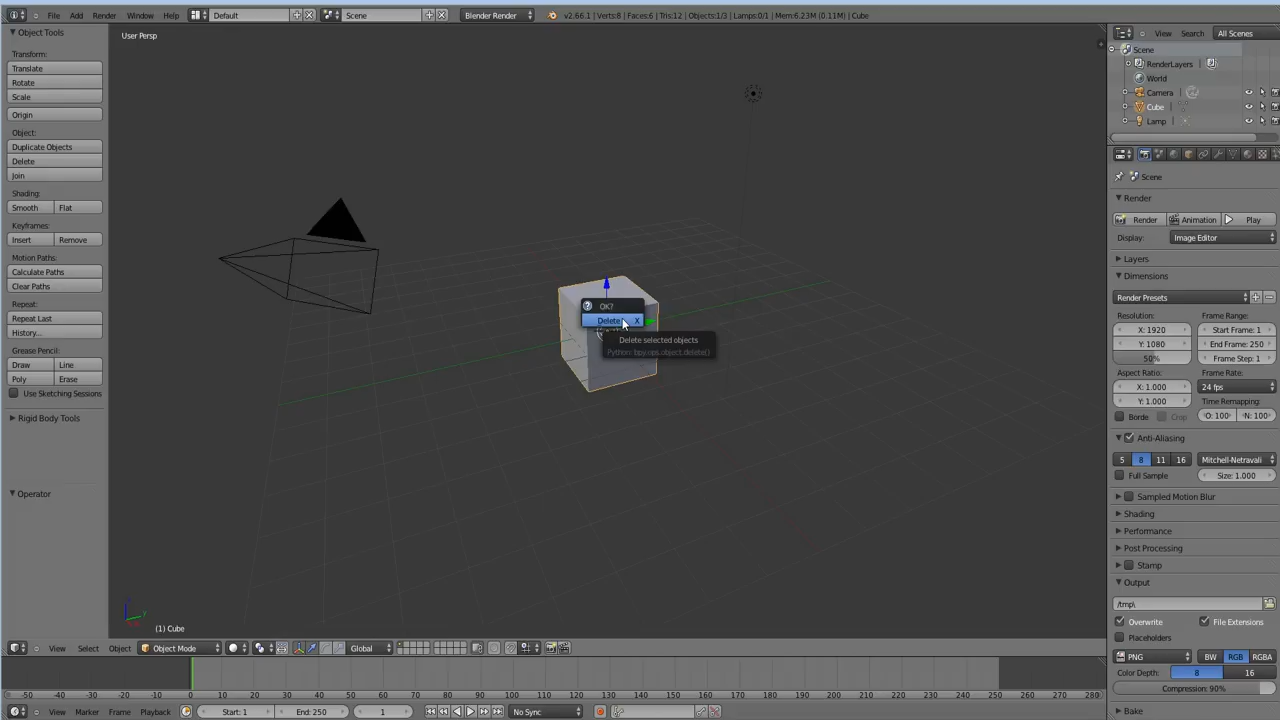 File Add Render Window Help Default Scene Blender Render v2.66.1 | Verts:8 | Faces:6 | Tris:12 | Objects:1/3 | Lamps:0/1 | Mem:6.23M (0.11M) | Cube
Object Tools
Transform:
Translate
Rotate
Scale
Origin
Object:
Duplicate Objects
Delete
Join
Shading:
Smooth Flat
Keyframes:
Insert Remove
Motion Paths:
Calculate Paths
Clear Paths
Repeat:
Repeat Last
History...
Grease Pencil:
Draw Line
Poly Erase
Use Sketching Sessions
Rigid Body Tools
Operator
User Persp
OK?
Delete X
Delete selected objects
Python: bpy.ops.object.delete()
(1) Cube
View Select Object Object Mode Global
-50 -40 -30 -20 -10 0 10 20 30 40 50 60 70 80 90 100 110 120 130 140 150 160 170 180 190 200 210 220 230 240 250 260 270 280
View Marker Frame Playback Start: 1 End: 250 1 No Sync
View Search All Scenes
Scene
RenderLayers
World
Camera
Cube
Lamp
Scene
Render
Render Animation Play
Display: Image Editor
Layers
Dimensions
Render Presets
Resolution: Frame Range:
X: 1920 Start Frame: 1
Y: 1080 End Frame: 250
50% Frame Step: 1
Aspect Ratio: Frame Rate:
X: 1.000 24 fps
Y: 1.000 Time Remapping:
Borde Crop O: 100 N: 100
Anti-Aliasing
5 8 11 16 Mitchell-Netravali
Full Sample Size: 1.000
Sampled Motion Blur
Shading
Performance
Post Processing
Stamp
Output
/tmp\
Overwrite File Extensions
Placeholders
PNG BW RGB RGBA
Color Depth: 8 16
Compression: 90%
Bake